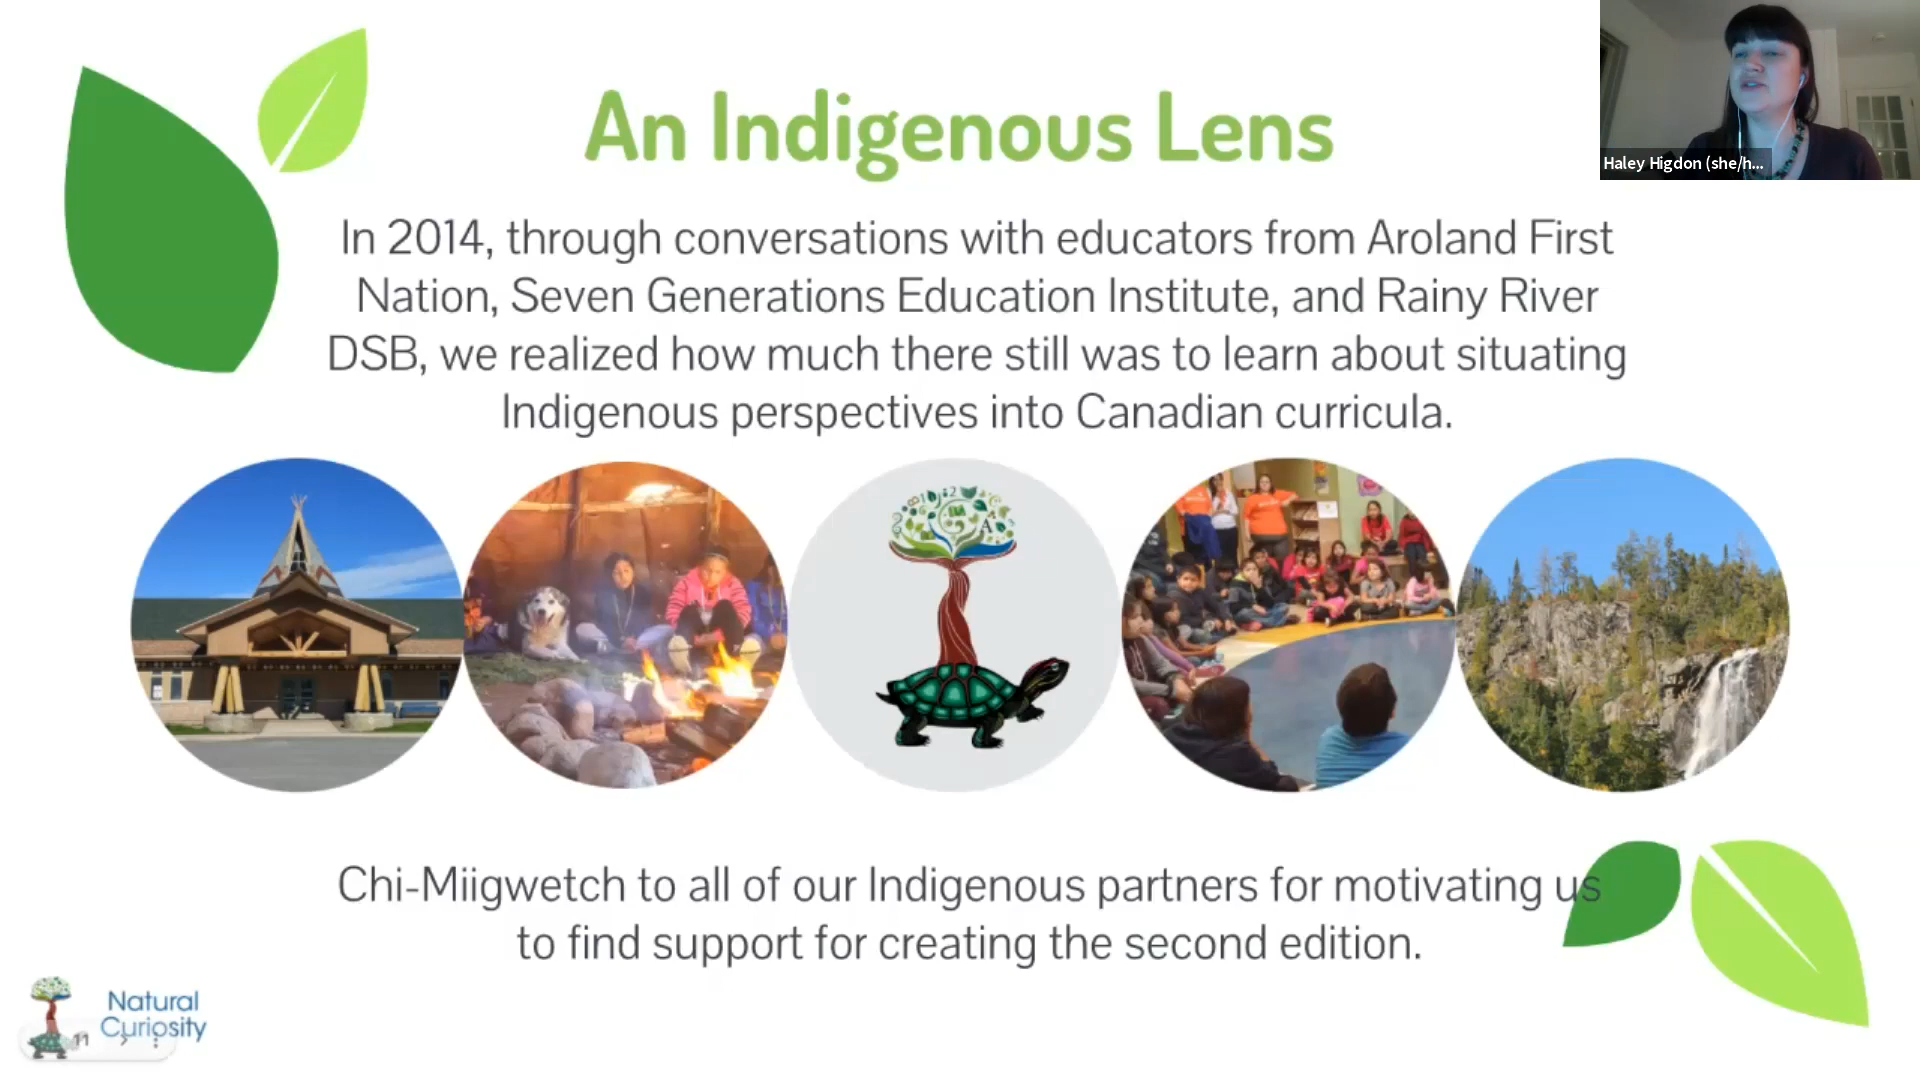 An Indigenous Lens
Haley Higdon (she/h...
In 2014, through conversations with educators from Aroland First
Nation, Seven Generations Education Institute, and Rainy River
DSB, we realized how much there still was to learn about situating
Indigenous perspectives into Canadian curricula.
Chi-Miigwetch to all of our Indigenous partners for motivating us
to find support for creating the second edition.
Natural
Curiosity
11